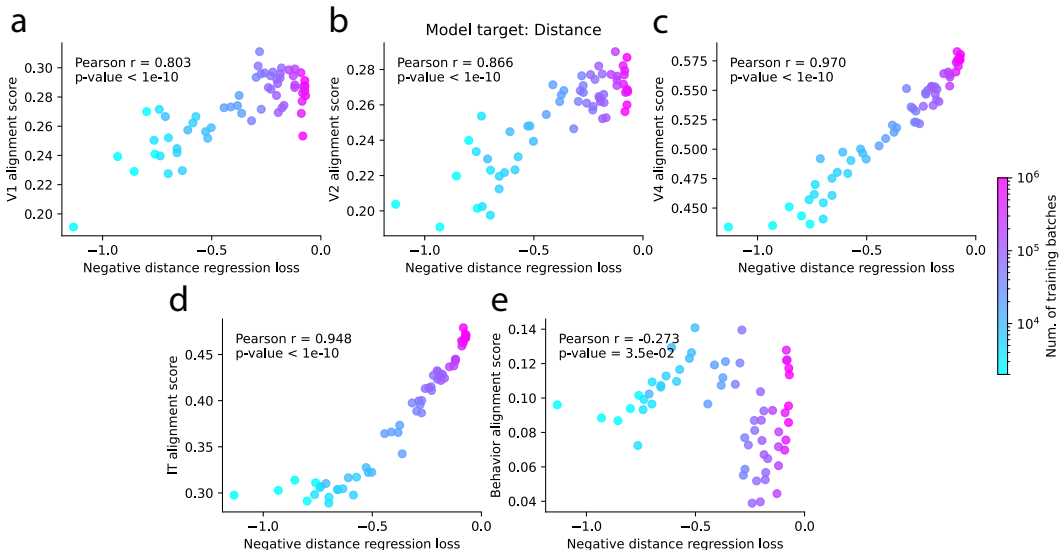 a
b
Model target: Distance
c
Pearson r = 0.803
p-value < 1e-10
V1 alignment score
0.30
0.28
0.26
0.24
0.22
0.20
−1.0
−0.5
0.0
Negative distance regression loss
Pearson r = 0.866
p-value < 1e-10
V2 alignment score
0.28
0.26
0.24
0.22
0.20
−1.0
−0.5
0.0
Negative distance regression loss
Pearson r = 0.970
p-value < 1e-10
V4 alignment score
0.575
0.550
0.525
0.500
0.475
0.450
−1.0
−0.5
0.0
Negative distance regression loss
d
Pearson r = 0.948
p-value < 1e-10
IT alignment score
0.45
0.40
0.35
0.30
−1.0
−0.5
0.0
Negative distance regression loss
e
Pearson r = -0.273
p-value = 3.5e-02
Behavior alignment score
0.14
0.12
0.10
0.08
0.06
0.04
−1.0
−0.5
0.0
Negative distance regression loss
10⁶
10⁵
10⁴
Num. of training batches